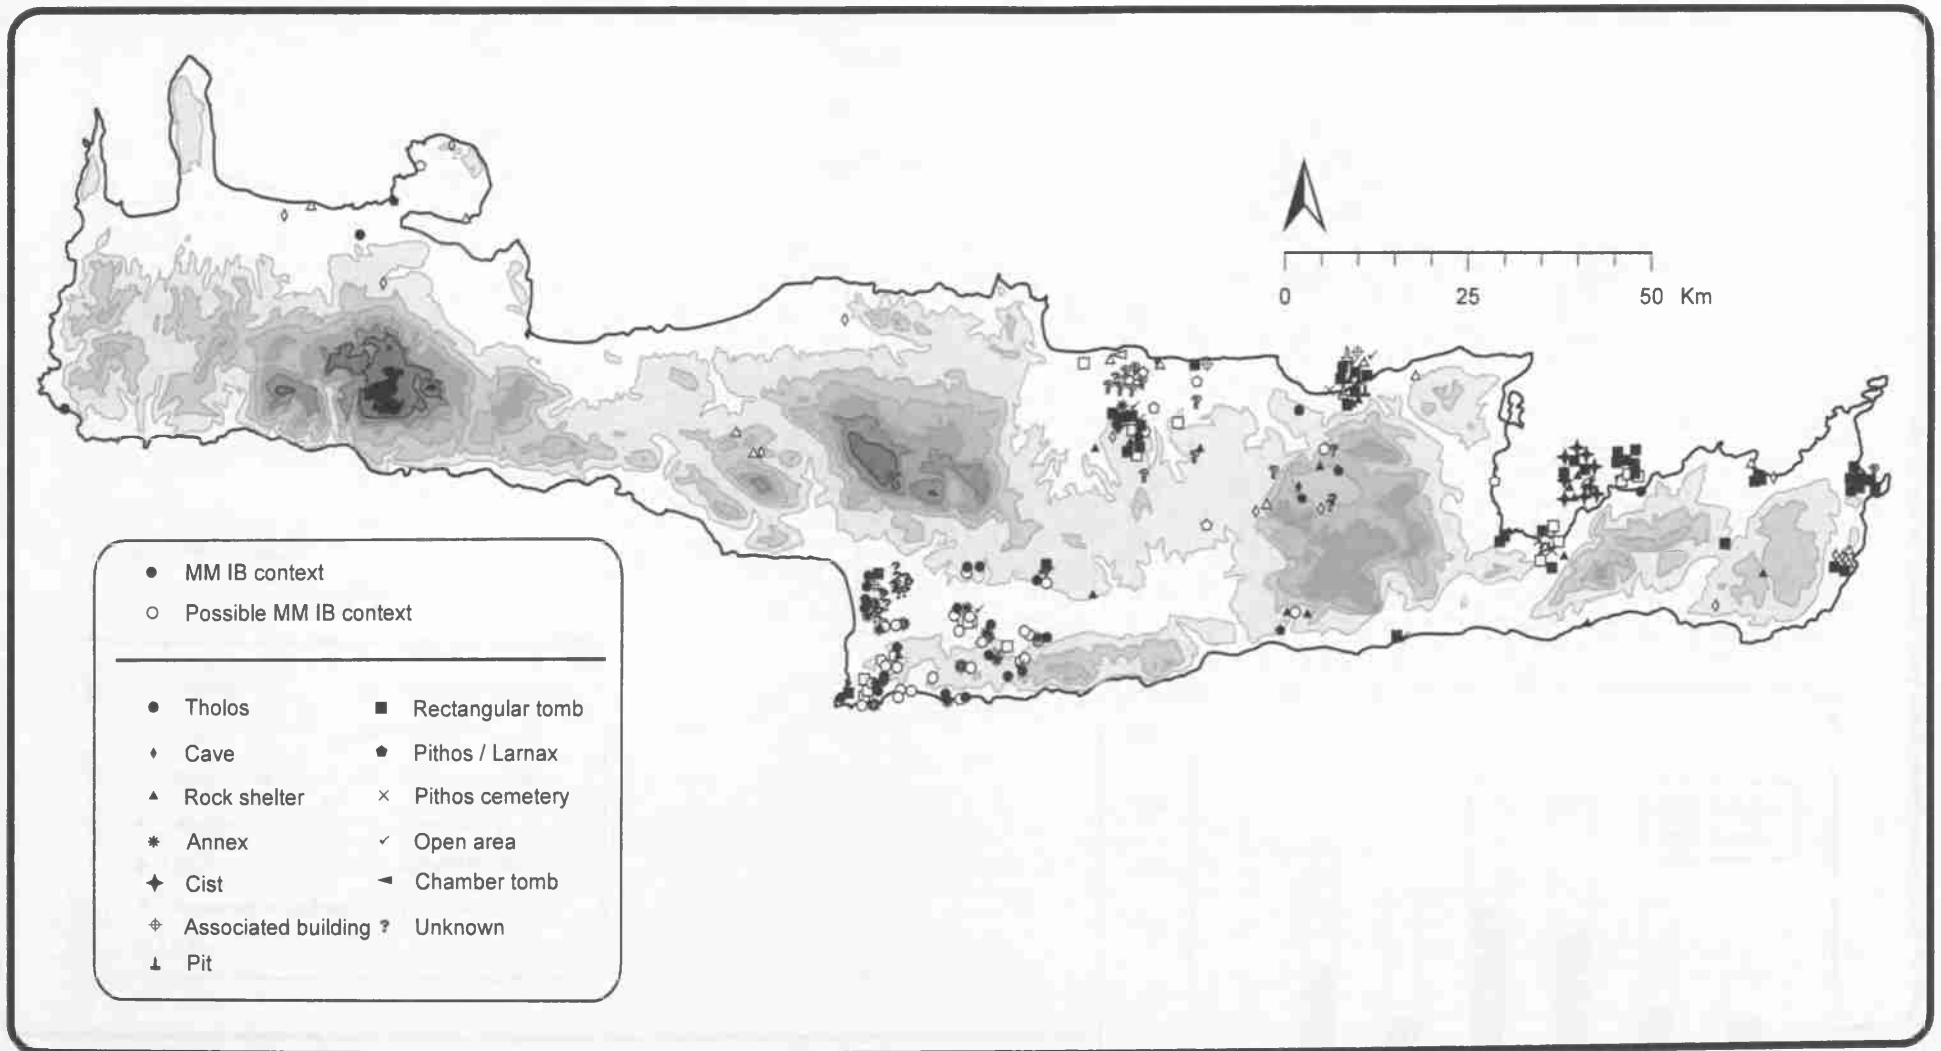 0 25 50 Km
MM IB context
Possible MM IB context
Tholos
Rectangular tomb
Cave
Pithos / Larnax
Rock shelter
Pithos cemetery
Annex
Open area
Cist
Chamber tomb
Associated building
? Unknown
Pit